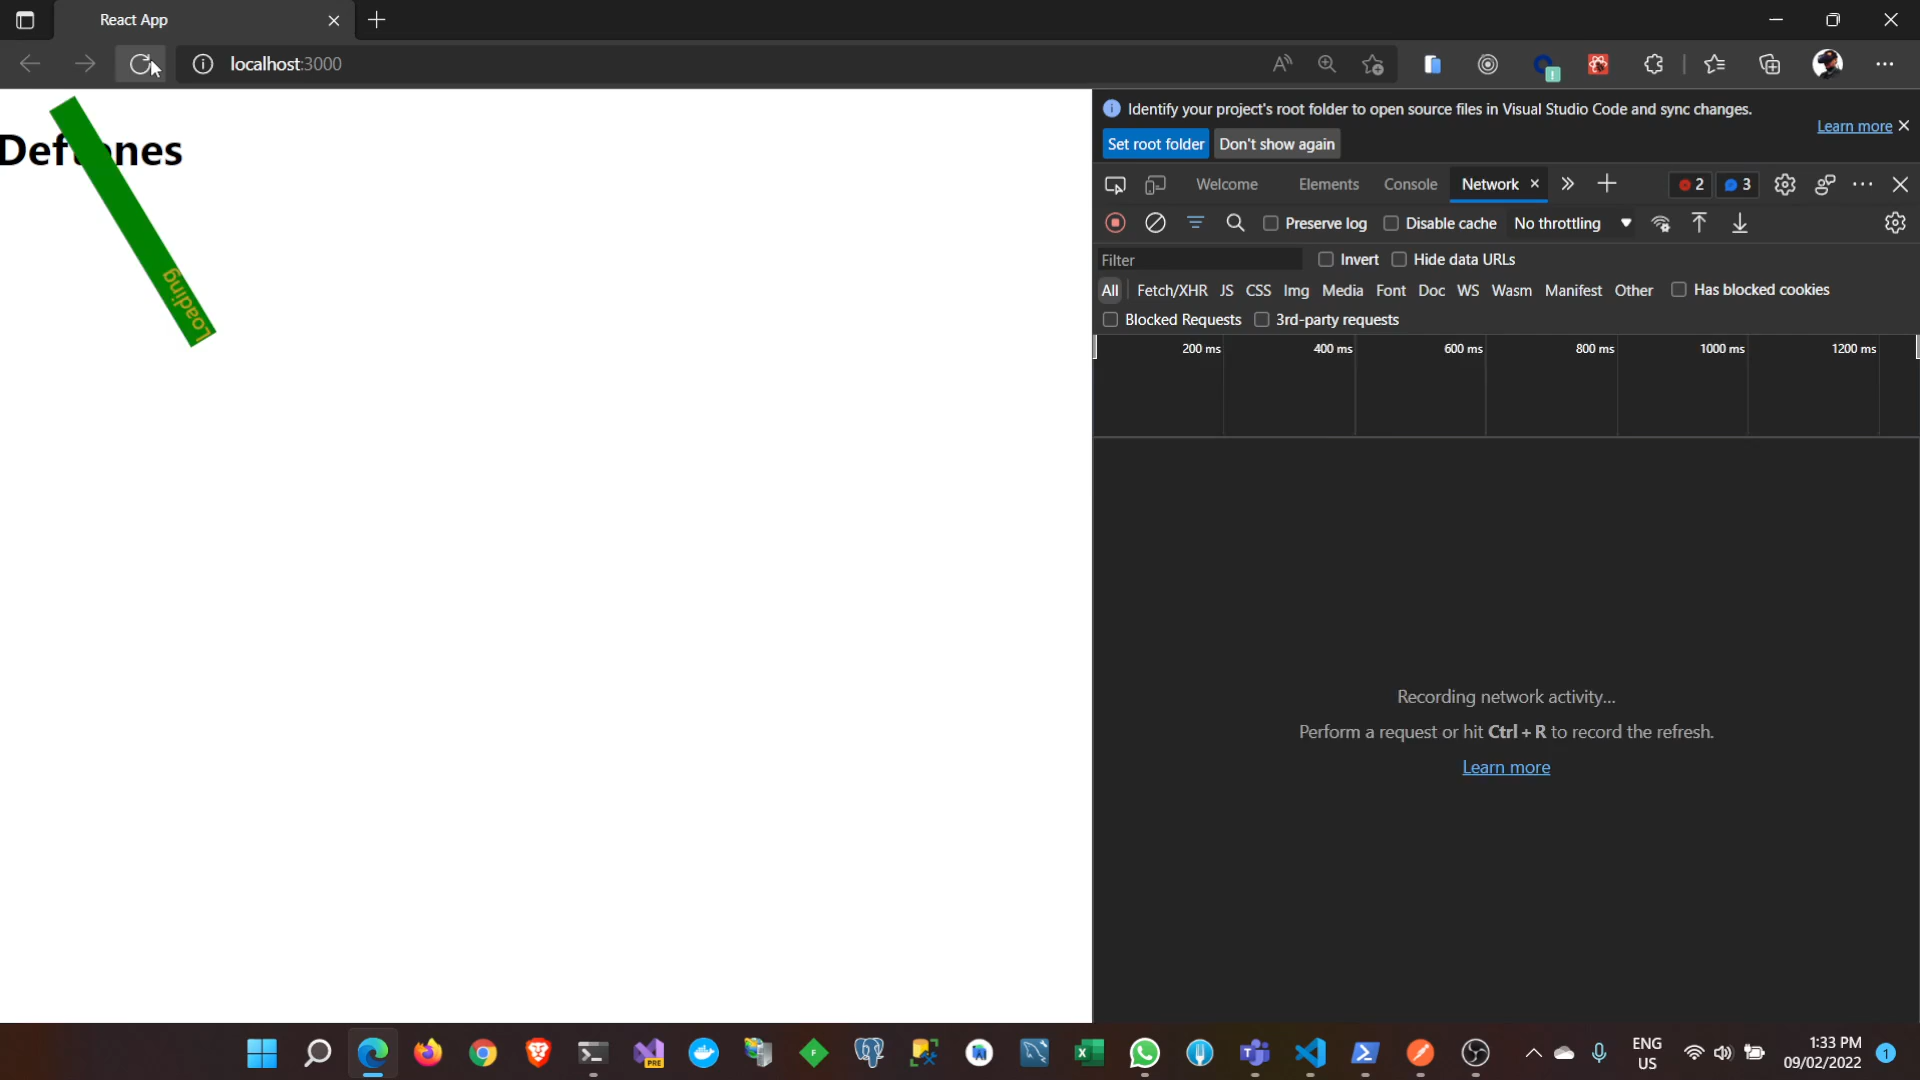 React App
localhost:3000
Deftones
Loading
Identify your project's root folder to open source files in Visual Studio Code and sync changes.
Learn more
Set root folder Don't show again
Welcome Elements Console Network 2 3
Preserve log Disable cache No throttling
Filter Invert Hide data URLs
All Fetch/XHR JS CSS Img Media Font Doc WS Wasm Manifest Other Has blocked cookies
Blocked Requests 3rd-party requests
200 ms 400 ms 600 ms 800 ms 1000 ms 1200 ms
Recording network activity...
Perform a request or hit Ctrl + R to record the refresh.
Learn more
PRE
F
ENG
US
1:33 PM
09/02/2022
1